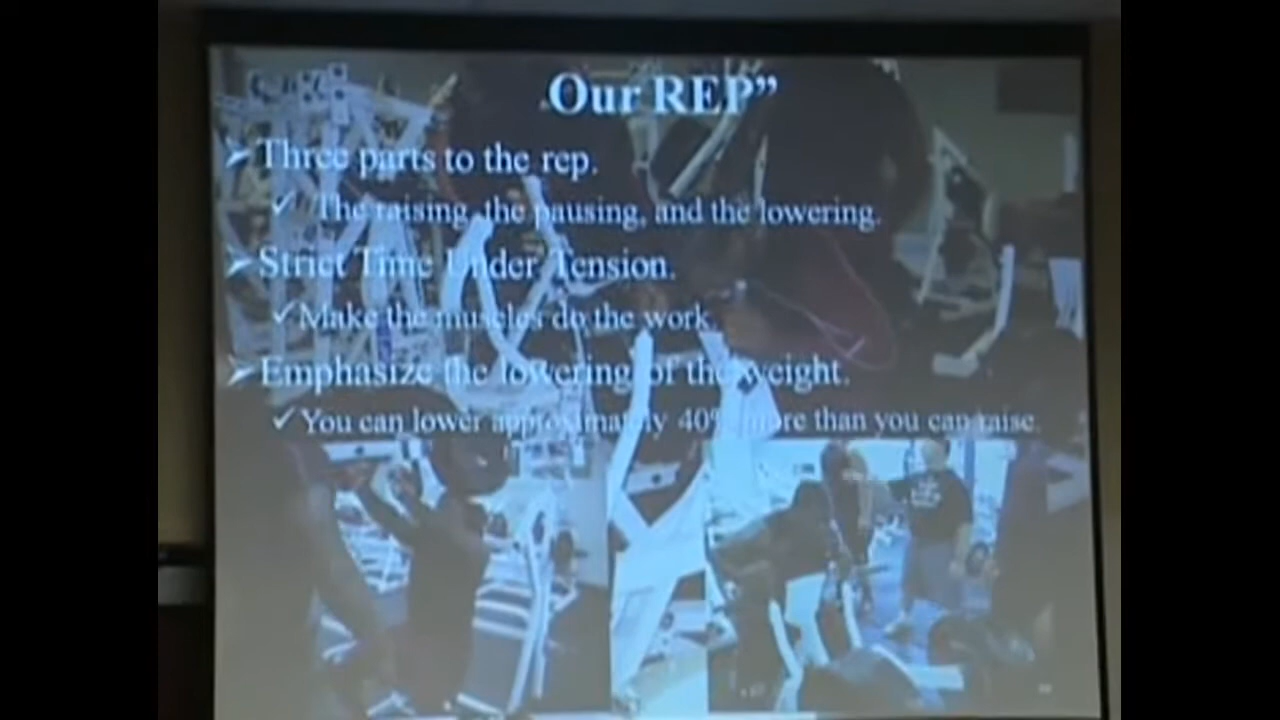 Our REP”
➢ Three parts to the rep.
✓ The raising, the pausing, and the lowering.
➢ Strict Time Under Tension.
✓ Make the muscles do the work.
➢ Emphasize the lowering of the weight.
✓ You can lower approximately 40% more than you can raise.